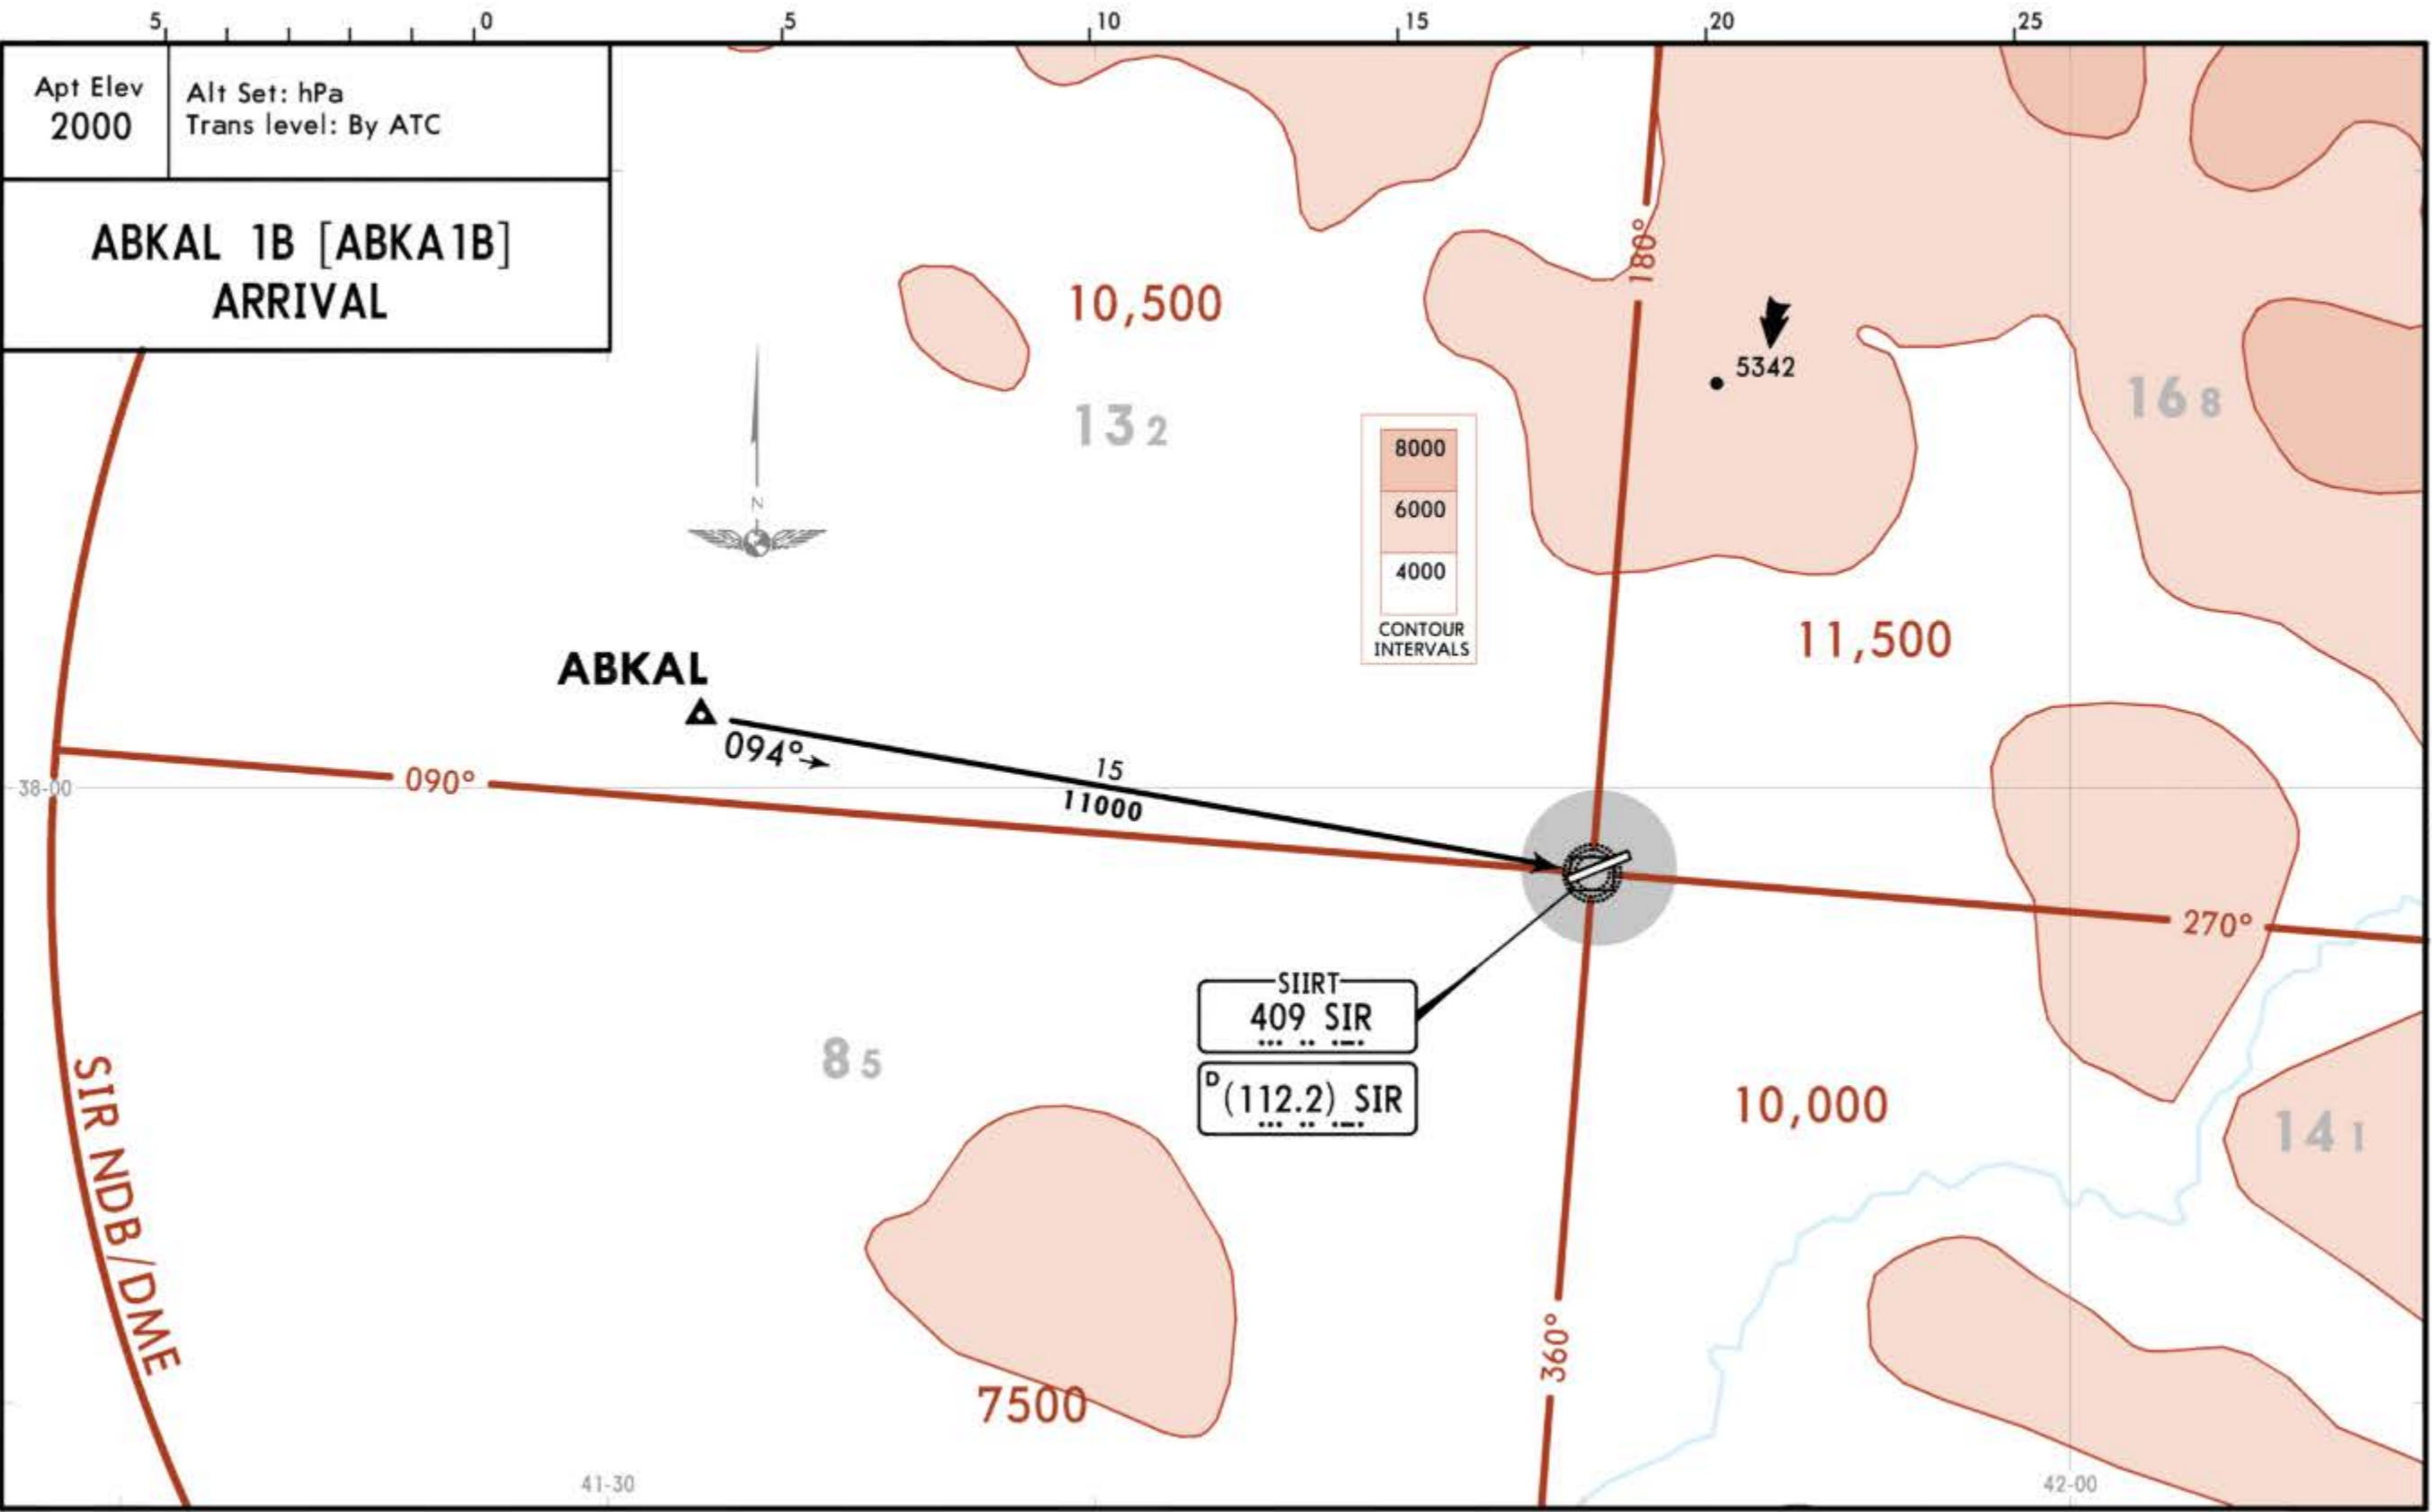 5 0 5 10 15 20 25
Apt Elev
2000
Alt Set: hPa
Trans level: By ATC
ABKAL 1B [ABKA1B]
ARRIVAL
180°
10,500
5342
13 2
16 8
8000
6000
4000
CONTOUR
INTERVALS
N
11,500
ABKAL
094°
15
11000
090°
38-00
270°
SIIRT
409 SIR
D (112.2) SIR
8 5
10,000
14 1
SIR NDB/DME
360°
7500
41-30
42-00